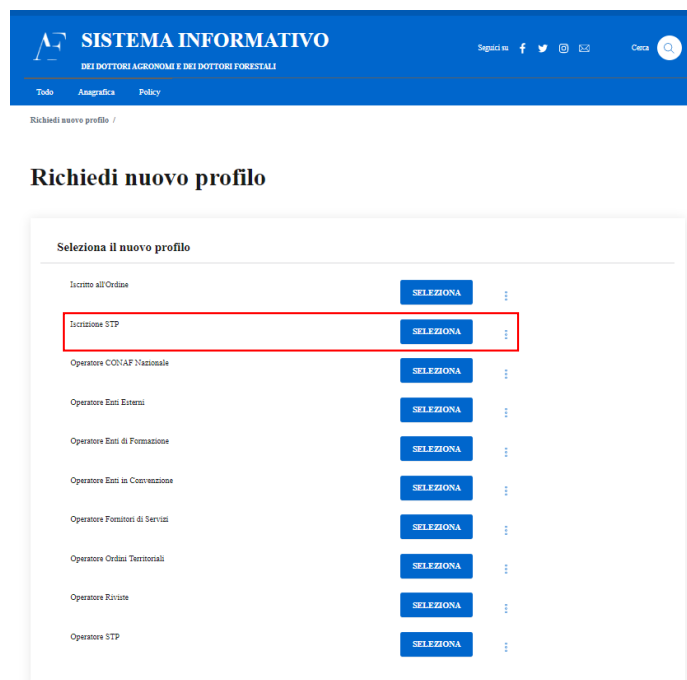 SISTEMA INFORMATIVO
DEI DOTTORI AGRONOMI E DEI DOTTORI FORESTALI
Seguici su
Cerca
Todo Anagrafica Policy
Richiedi nuovo profilo /
Richiedi nuovo profilo
Seleziona il nuovo profilo
Iscritto all'Ordine SELEZIONA
Iscrizione STP SELEZIONA
Operatore CONAF Nazionale SELEZIONA
Operatore Enti Esterni SELEZIONA
Operatore Enti di Formazione SELEZIONA
Operatore Enti in Convenzione SELEZIONA
Operatore Fornitori di Servizi SELEZIONA
Operatore Ordini Territoriali SELEZIONA
Operatore Riviste SELEZIONA
Operatore STP SELEZIONA